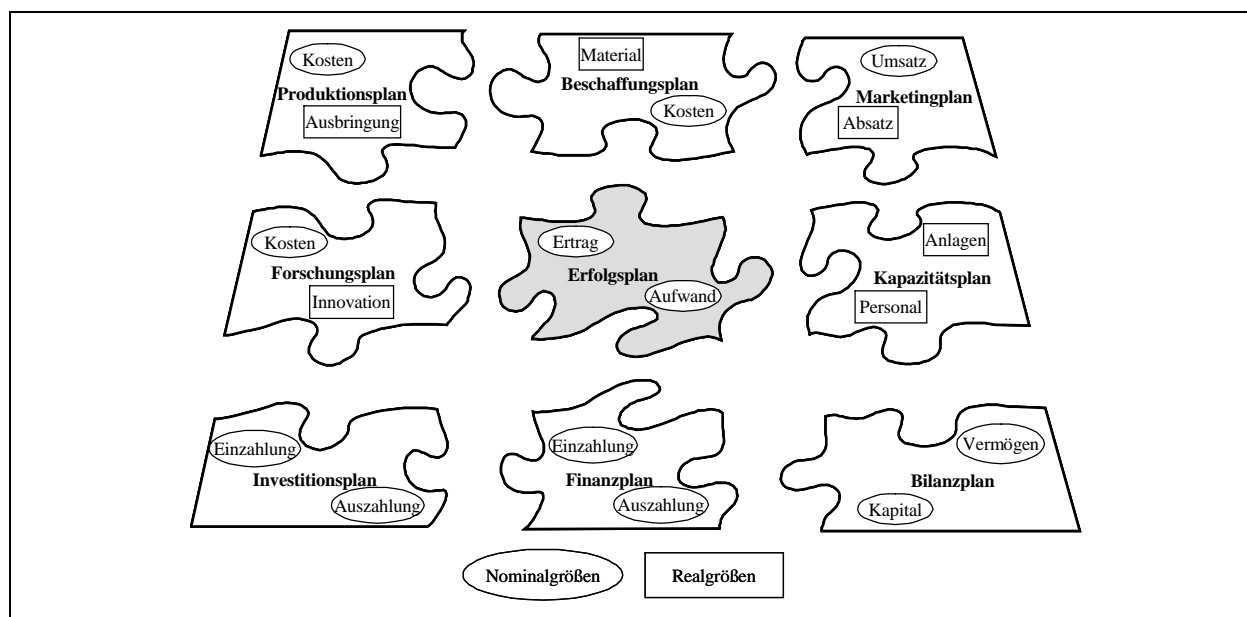 Kosten
Produktionsplan
Ausbringung
Material
Beschaffungsplan
Kosten
Umsatz
Marketingplan
Absatz
Kosten
Forschungsplan
Innovation
Ertrag
Erfolgsplan
Aufwand
Anlagen
Kapazitätsplan
Personal
Einzahlung
Investitionsplan
Auszahlung
Einzahlung
Finanzplan
Auszahlung
Vermögen
Bilanzplan
Kapital
Nominalgrößen
Realgrößen